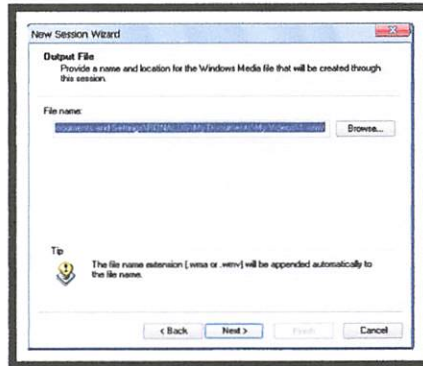 New Session Wizard
Output File
Provide a name and location for the Windows Media file that will be created through
this session.
File name:
Browse...
Tip
The file name extension [.wma or .wmv] will be appended automatically to
the file name.
< Back Next > Finish Cancel